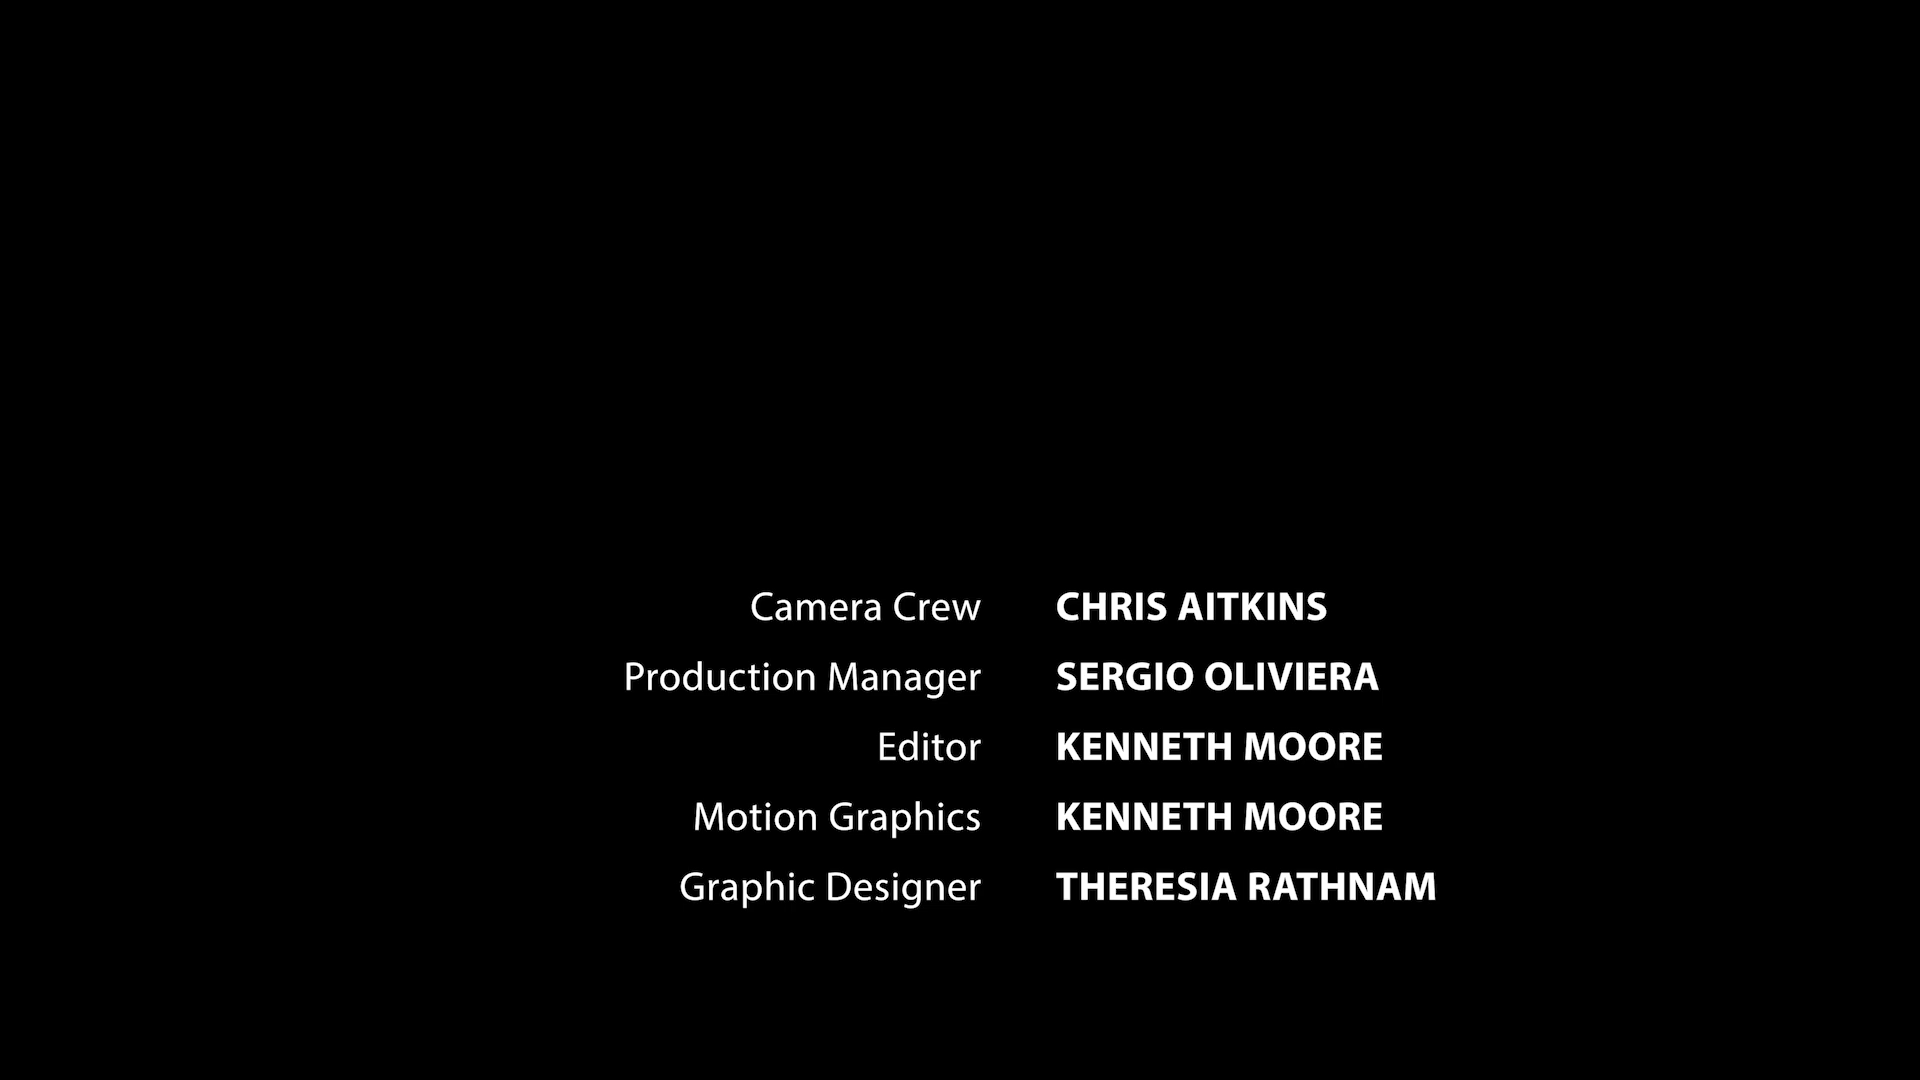 Camera Crew CHRIS AITKINS
Production Manager SERGIO OLIVIERA
Editor KENNETH MOORE
Motion Graphics KENNETH MOORE
Graphic Designer THERESIA RATHNAM